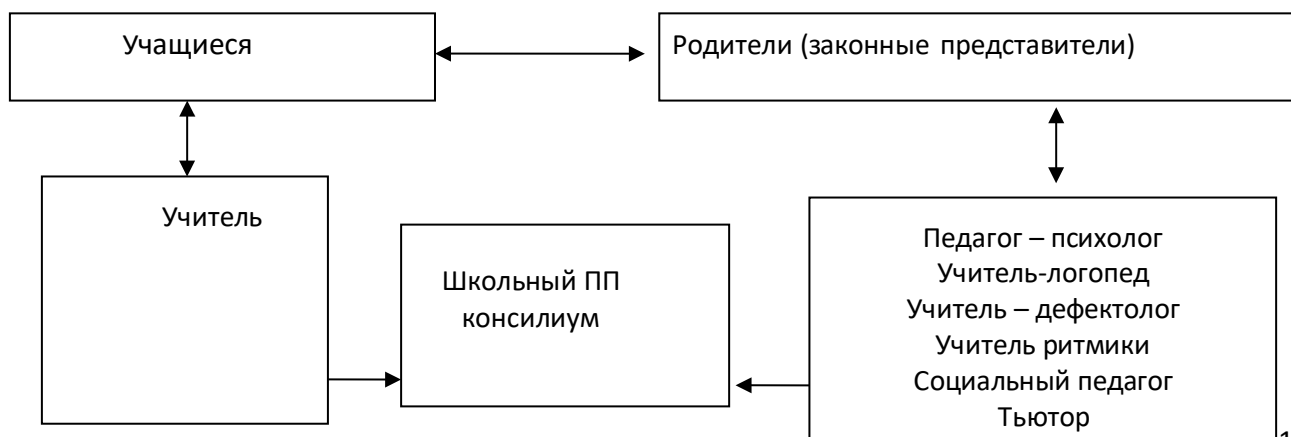 Учащиеся
Родители (законные представители)
Учитель
Школьный ПП
консилиум
Педагог – психолог
Учитель-логопед
Учитель – дефектолог
Учитель ритмики
Социальный педагог
Тьютор
1